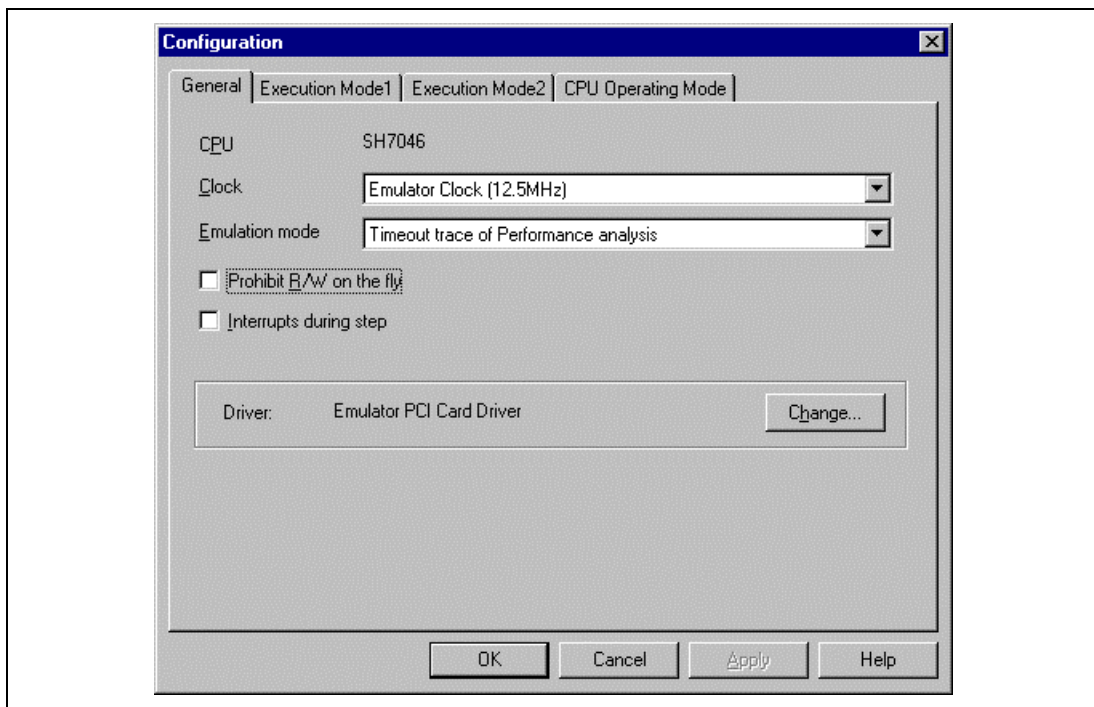 Configuration
General Execution Mode1 Execution Mode2 CPU Operating Mode
CPU SH7046
Clock Emulator Clock (12.5MHz)
Emulation mode Timeout trace of Performance analysis
Prohibit R/W on the fly
Interrupts during step
Driver: Emulator PCI Card Driver Change...
OK Cancel Apply Help